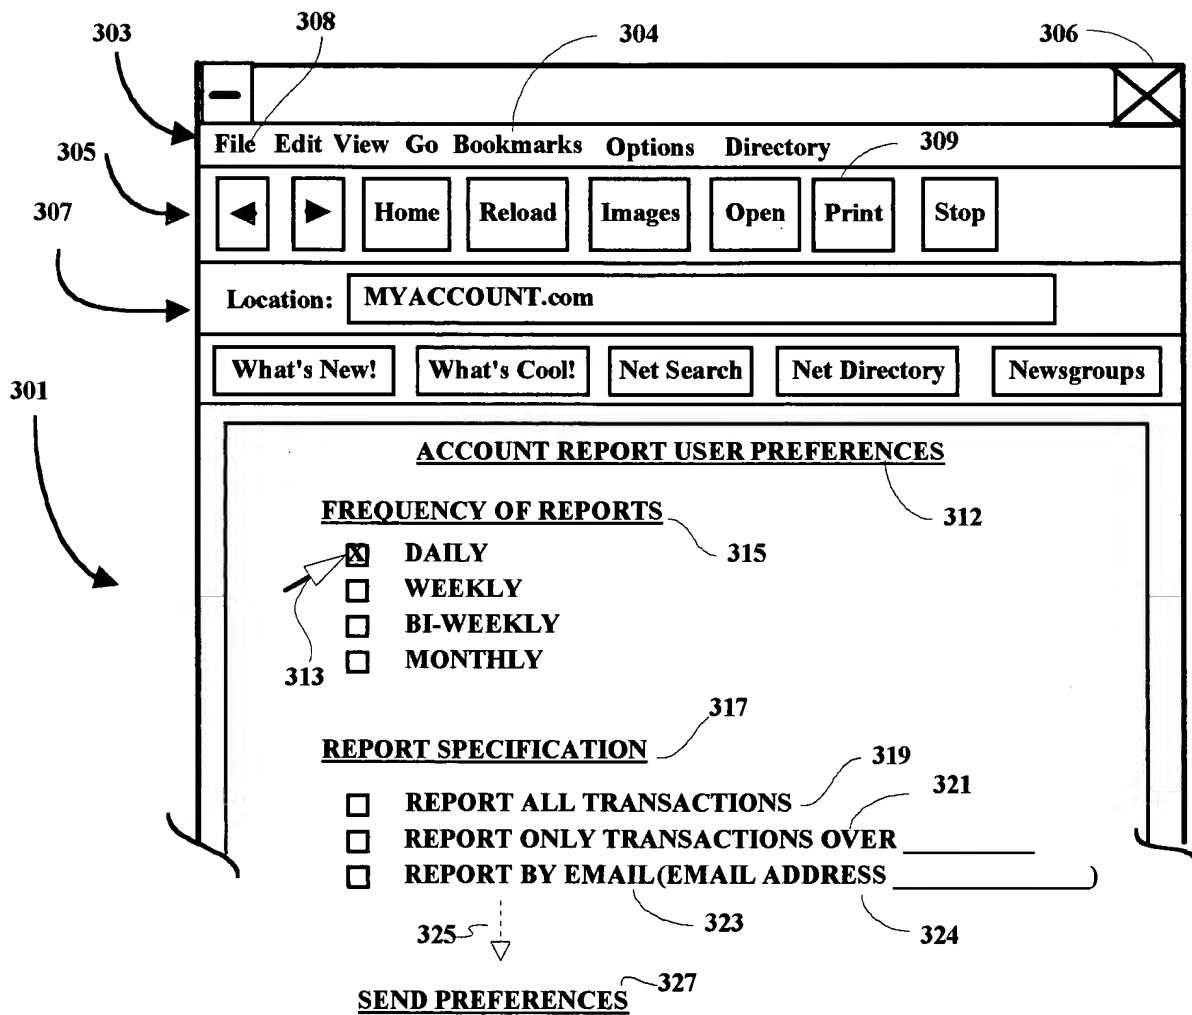 308
303
304
306
File Edit View Go Bookmarks Options Directory
305
309
Home Reload Images Open Print Stop
307
Location: MYACCOUNT.com
What's New! What's Cool! Net Search Net Directory Newsgroups
301
ACCOUNT REPORT USER PREFERENCES
312
FREQUENCY OF REPORTS
315
X DAILY
WEEKLY
BI-WEEKLY
MONTHLY
313
317
REPORT SPECIFICATION
319
321
REPORT ALL TRANSACTIONS
REPORT ONLY TRANSACTIONS OVER __________
REPORT BY EMAIL(EMAIL ADDRESS _______________)
323
324
325
327
SEND PREFERENCES